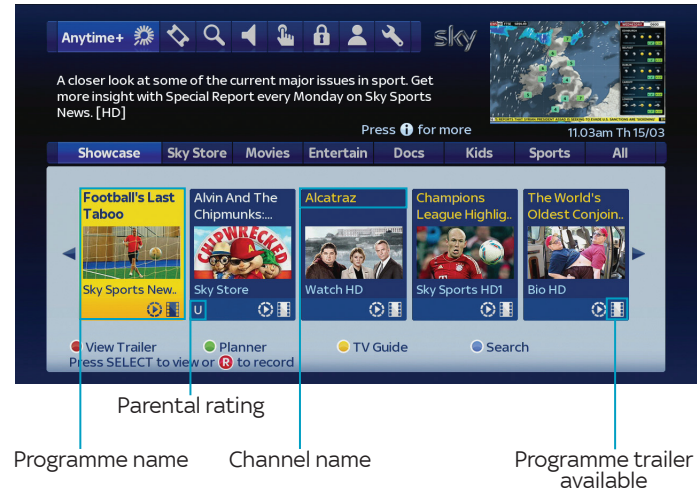 Anytime+
sky
A closer look at some of the current major issues in sport. Get
more insight with Special Report every Monday on Sky Sports
News. [HD]
Press i for more
11.03am Th 15/03
Showcase Sky Store Movies Entertain Docs Kids Sports All
Football's Last
Taboo
Sky Sports New..
Alvin And The
Chipmunks:...
CHIPWRECKED
Sky Store
U
Alcatraz
Watch HD
Champions
League Highlig..
Sky Sports HD1
The World's
Oldest Conjoin..
Bio HD
View Trailer Planner TV Guide Search
Press SELECT to view or R to record
Parental rating
Programme name Channel name Programme trailer
available